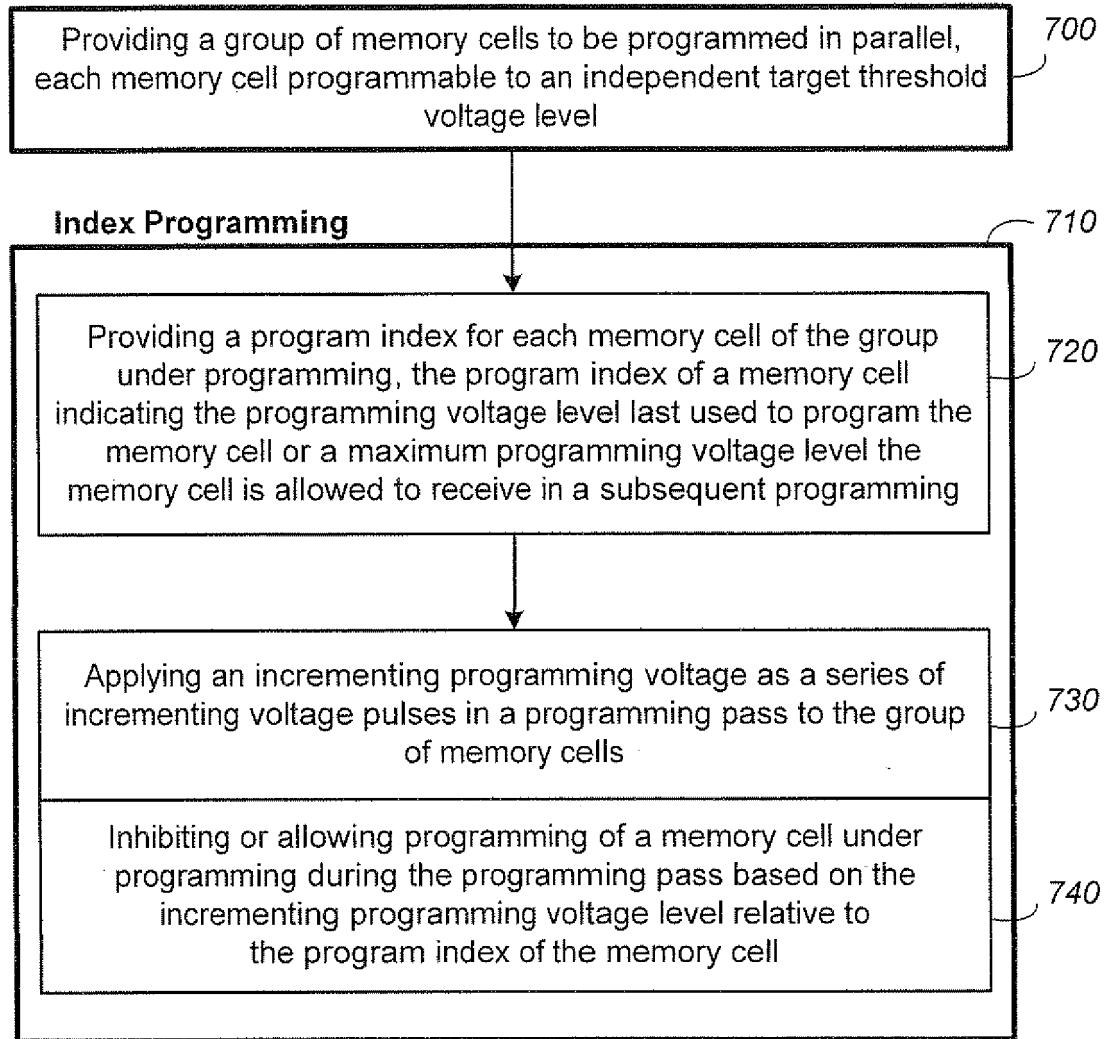 Providing a group of memory cells to be programmed in parallel,
each memory cell programmable to an independent target threshold
voltage level
700
Index Programming
710
Providing a program index for each memory cell of the group
under programming, the program index of a memory cell
indicating the programming voltage level last used to program the
memory cell or a maximum programming voltage level the
memory cell is allowed to receive in a subsequent programming
720
Applying an incrementing programming voltage as a series of
incrementing voltage pulses in a programming pass to the group
of memory cells
730
Inhibiting or allowing programming of a memory cell under
programming during the programming pass based on the
incrementing programming voltage level relative to
the program index of the memory cell
740